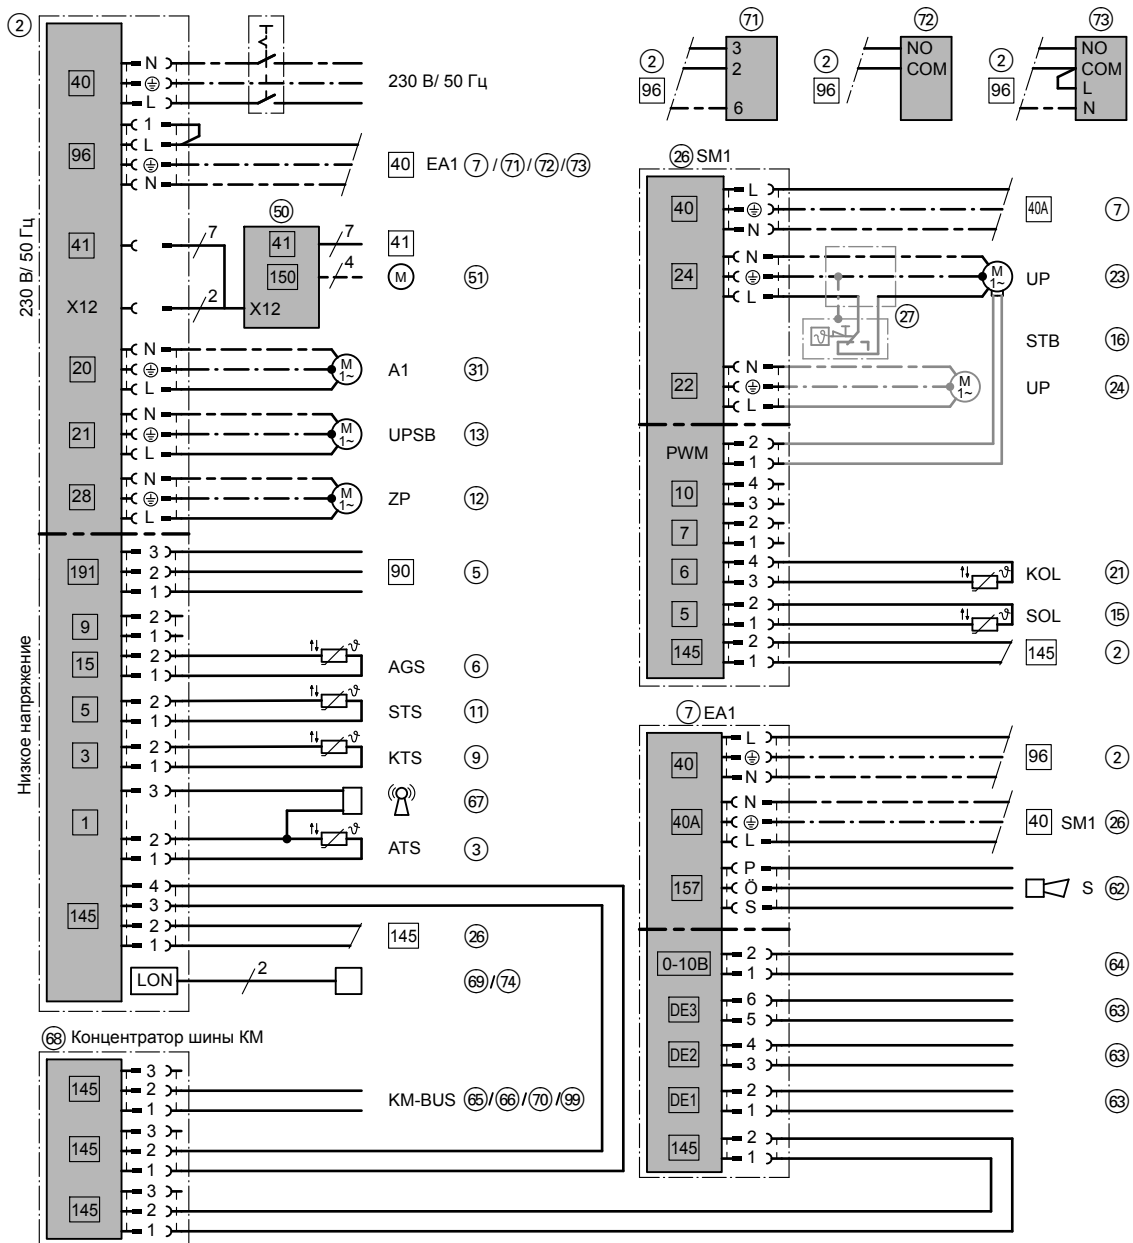 2
230 В/ 50 Гц
Низкое напряжение
40
N
L
230 В/ 50 Гц
96
1
L
N
40 EA1 7 / 71 / 72 / 73
50
41
7
41
7
41
150
4
M
51
X12
2
X12
20
N
L
M
1~
A1
31
21
N
L
M
1~
UPSB
13
28
N
L
M
1~
ZP
12
191
3
2
1
90
5
9
2
1
15
2
1
ϑ
AGS
6
5
2
1
ϑ
STS
11
3
2
1
ϑ
KTS
9
1
3
67
2
1
ϑ
ATS
3
145
4
3
2
1
145
26
LON
2
69/74
68 Концентратор шины КМ
145
3
2
1
KM-BUS 65/66/70/99
145
3
2
1
145
3
2
1
71
2
96
3
2
6
72
2
96
NO
COM
73
2
96
NO
COM
L
N
26 SM1
40
L
N
40A
7
24
N
L
M
1~
UP
23
27
ϑ
STB
16
22
N
L
M
1~
UP
24
PWM
2
1
10
4
3
7
2
1
6
4
3
ϑ
KOL
21
5
2
1
ϑ
SOL
15
145
2
1
145
2
7 EA1
40
L
N
96
2
40A
N
L
40 SM1 26
157
P
Ö
S
S 62
0-10В
2
1
64
DE3
6
5
63
DE2
4
3
63
DE1
2
1
63
145
2
1